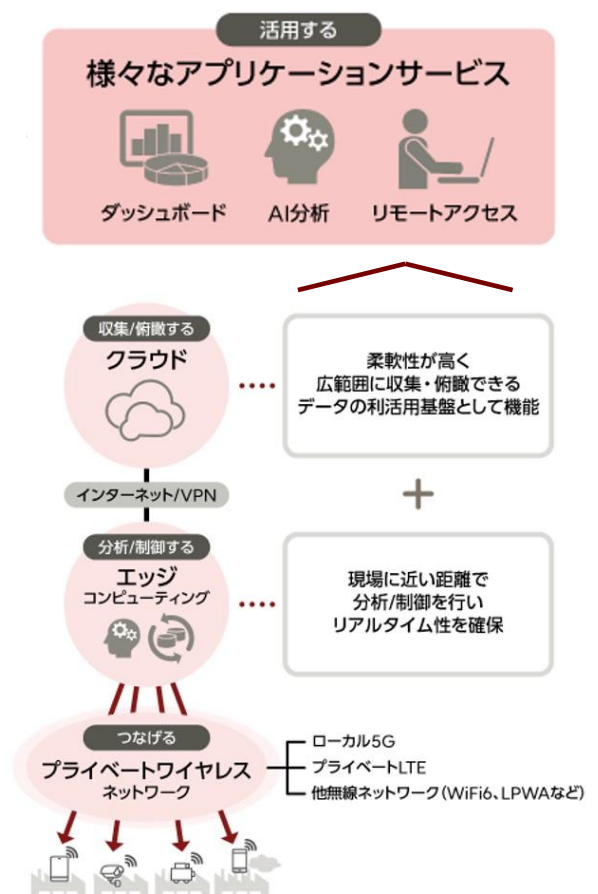 活用する
様々なアプリケーションサービス
ダッシュボード
AI分析
リモートアクセス
収集/俯瞰する
クラウド
柔軟性が高く
広範囲に収集・俯瞰できる
データの利活用基盤として機能
インターネット/VPN
分析/制御する
エッジ
コンピューティング
現場に近い距離で
分析/制御を行い
リアルタイム性を確保
つなげる
プライベートワイヤレス
ネットワーク
ローカル5G
プライベートLTE
他無線ネットワーク(WiFi6、LPWAなど)